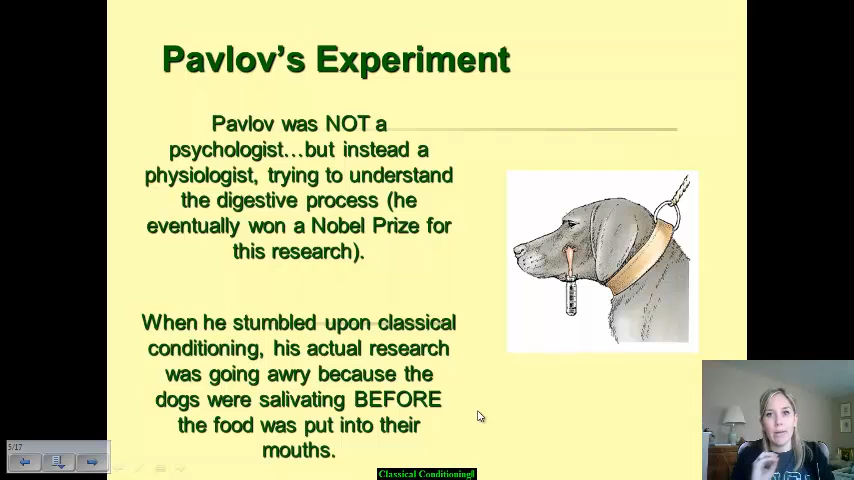 Pavlov's Experiment
Pavlov was NOT a
psychologist…but instead a
physiologist, trying to understand
the digestive process (he
eventually won a Nobel Prize for
this research).
When he stumbled upon classical
conditioning, his actual research
was going awry because the
dogs were salivating BEFORE
the food was put into their
mouths.
5/17
Classical Conditioning